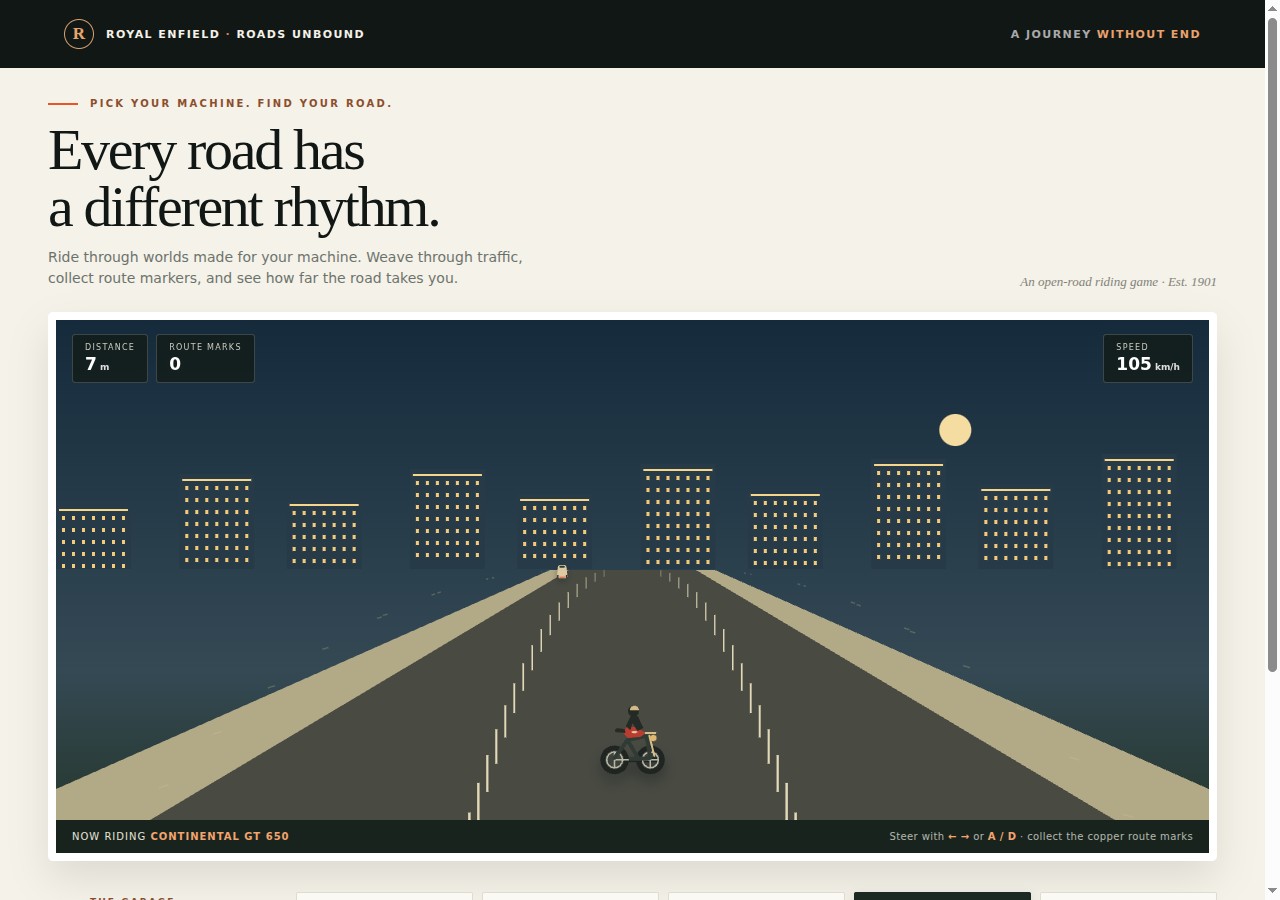 R ROYAL ENFIELD · ROADS UNBOUND
A JOURNEY WITHOUT END
PICK YOUR MACHINE. FIND YOUR ROAD.
Every road has
a different rhythm.
Ride through worlds made for your machine. Weave through traffic,
collect route markers, and see how far the road takes you.
An open-road riding game · Est. 1901
DISTANCE
7 m
ROUTE MARKS
0
SPEED
105 km/h
NOW RIDING CONTINENTAL GT 650
Steer with ← → or A / D · collect the copper route marks
THE GARAGE